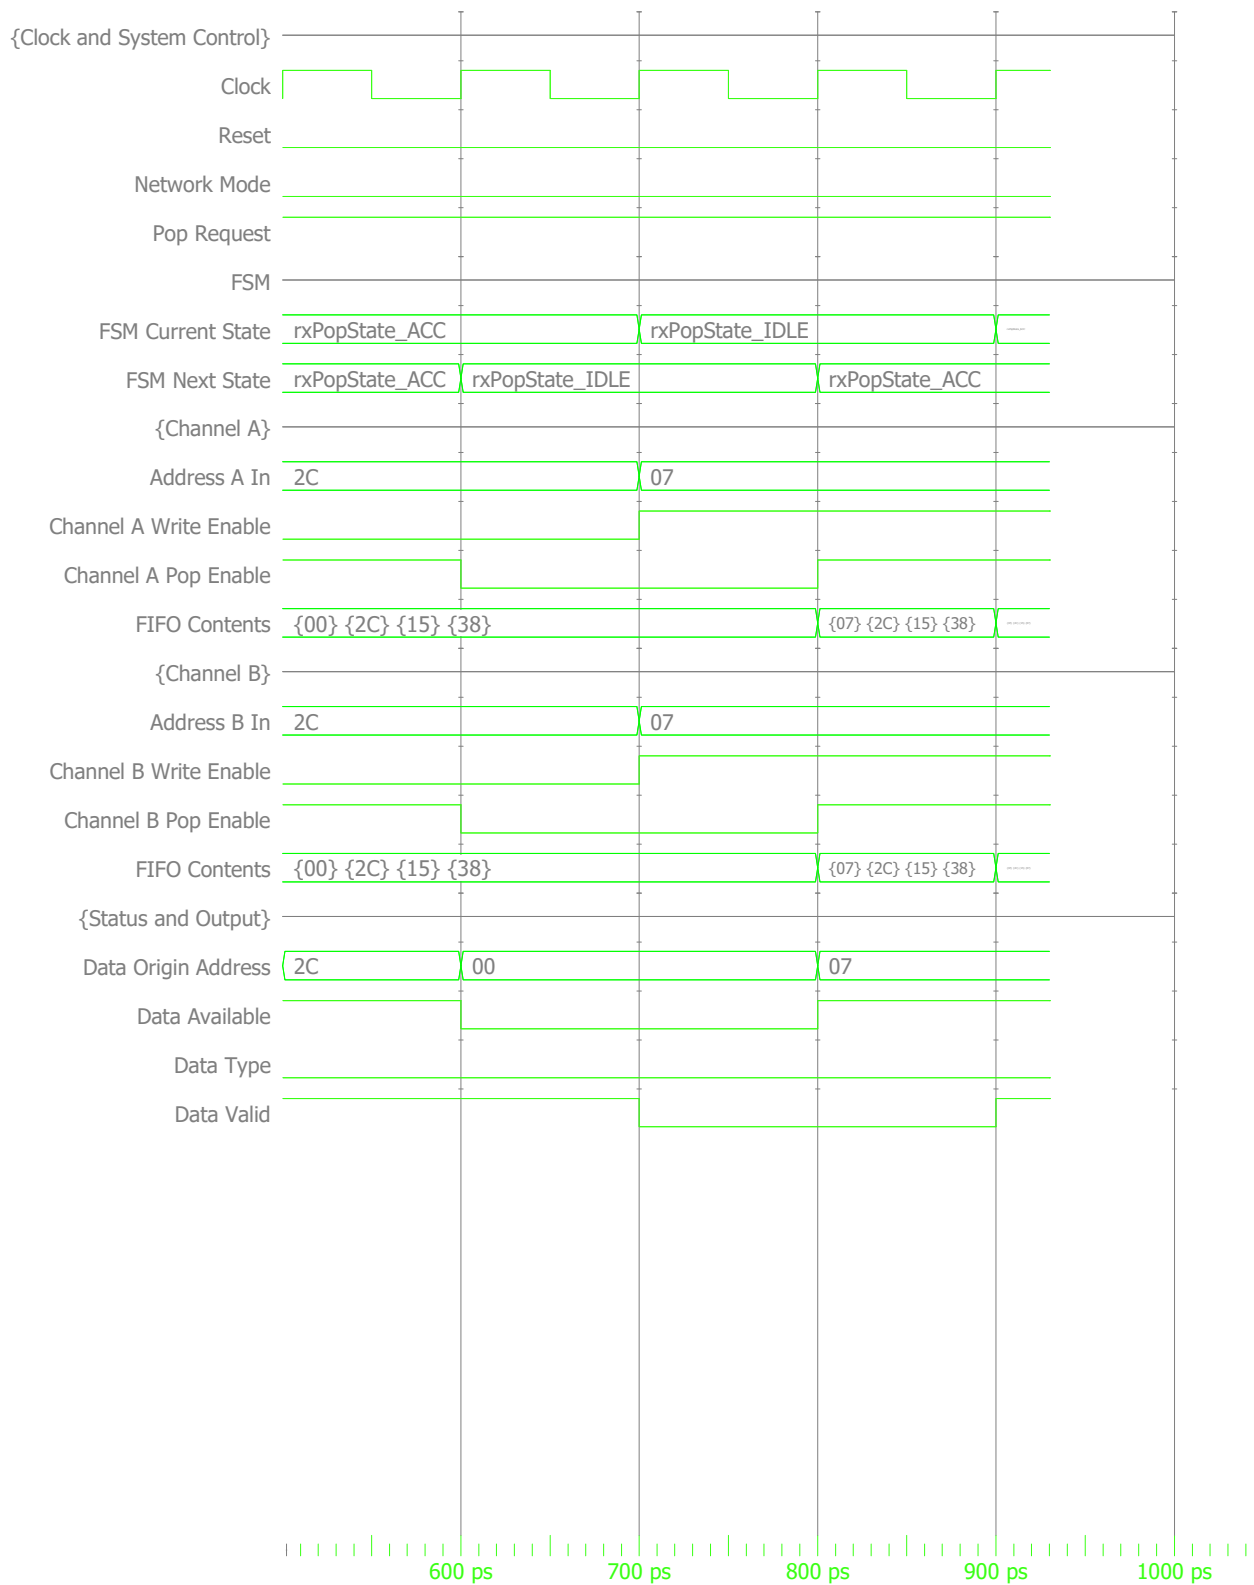 {Clock and System Control}
Clock
Reset
Network Mode
Pop Request
FSM
FSM Current State rxPopState_ACC rxPopState_IDLE
FSM Next State rxPopState_ACC rxPopState_IDLE rxPopState_ACC
{Channel A}
Address A In 2C 07
Channel A Write Enable
Channel A Pop Enable
FIFO Contents {00} {2C} {15} {38} {07} {2C} {15} {38}
{Channel B}
Address B In 2C 07
Channel B Write Enable
Channel B Pop Enable
FIFO Contents {00} {2C} {15} {38} {07} {2C} {15} {38}
{Status and Output}
Data Origin Address 2C 00 07
Data Available
Data Type
Data Valid
600 ps 700 ps 800 ps 900 ps 1000 ps